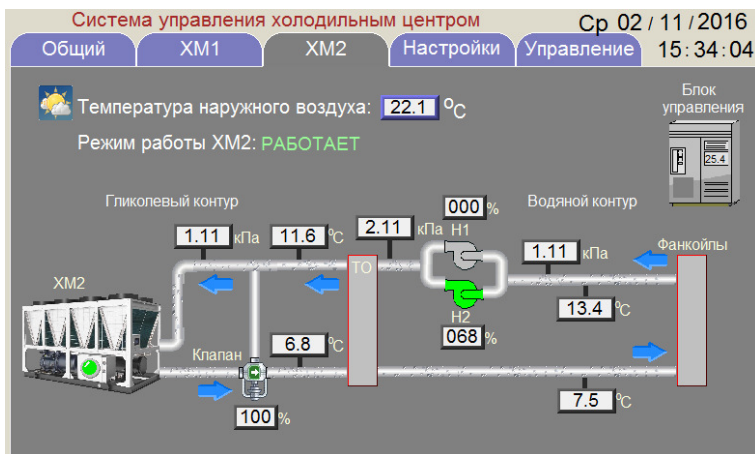 Система управления холодильным центром
Ср 02 / 11 / 2016
Общий ХМ1 ХМ2 Настройки Управление 15:34:04
Блок
управления
Температура наружного воздуха: 22.1 °C
25.4
Режим работы ХМ2: РАБОТАЕТ
Гликолевый контур
000 %
Водяной контур
1.11 кПа 11.6 °C 2.11 кПа Н1 1.11 кПа Фанкойлы
ТО
ХМ2
13.4 °C
Н2
Клапан 6.8 °C 068 %
7.5 °C
100 %